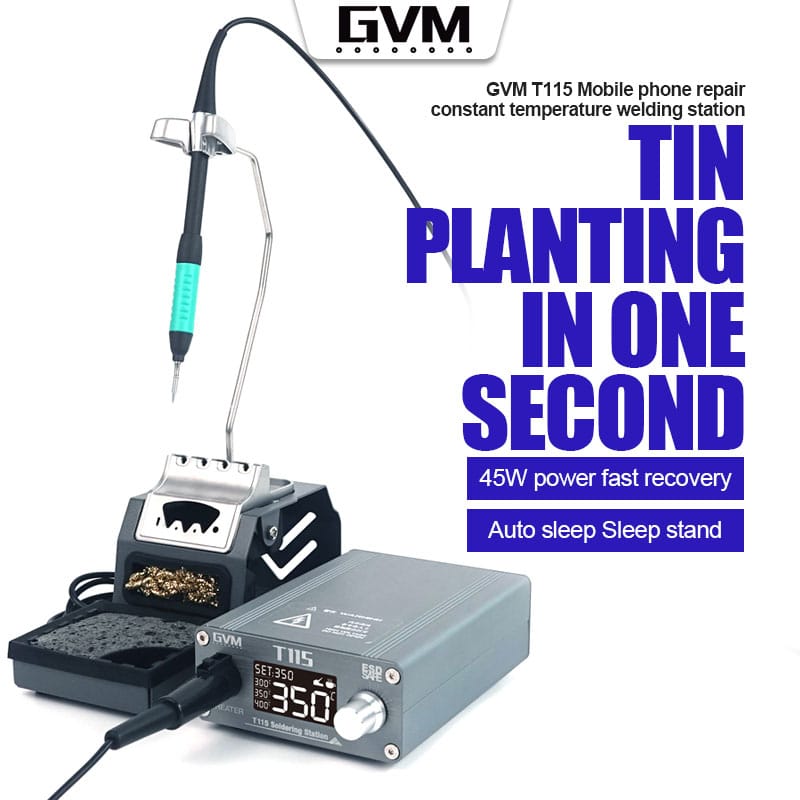 GVM
GVM T115 Mobile phone repair
constant temperature welding station
TIN
PLANTING
IN ONE
SECOND
45W power fast recovery
Auto sleep Sleep stand
GVM
T115
ESD
SAFE
SET:350
300°
350°
400°
350°C
HEATER
T115 Soldering Station